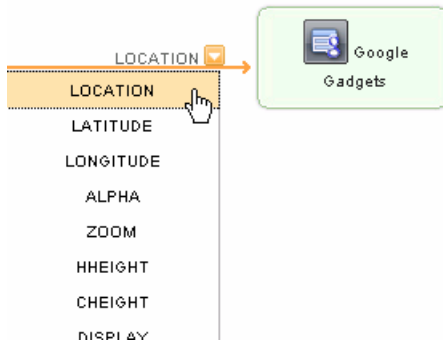 LOCATION
Google
Gadgets
LOCATION
LATITUDE
LONGITUDE
ALPHA
ZOOM
HHEIGHT
CHEIGHT
DISPLAY